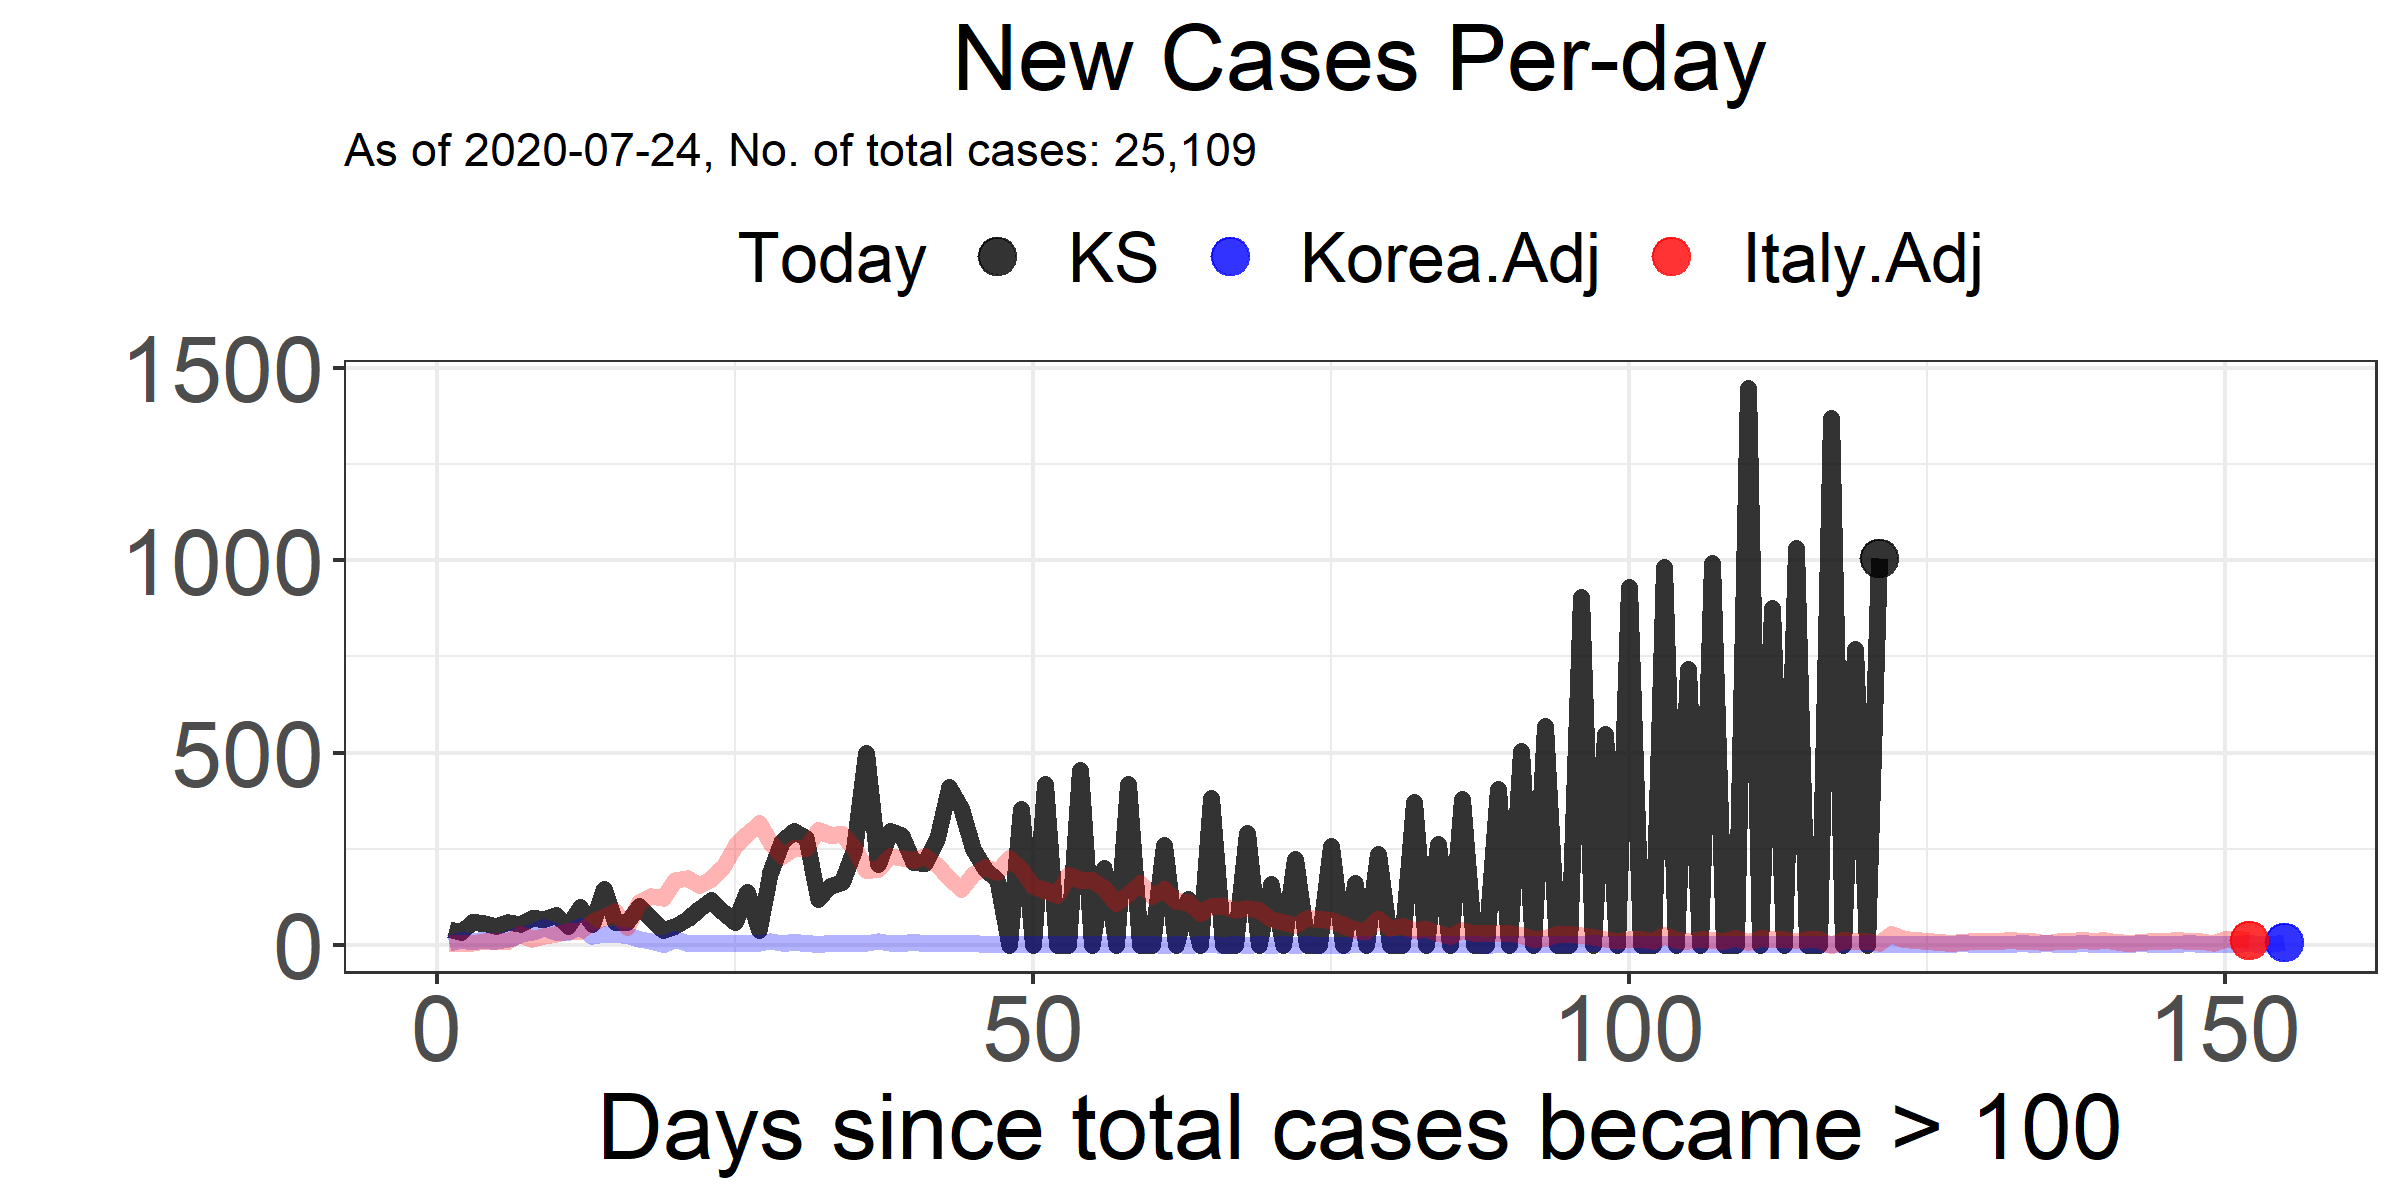 New Cases Per-day
As of 2020-07-24, No. of total cases: 25,109
Today KS Korea.Adj Italy.Adj
1500
1000
500
0
0 50 100 150
Days since total cases became > 100